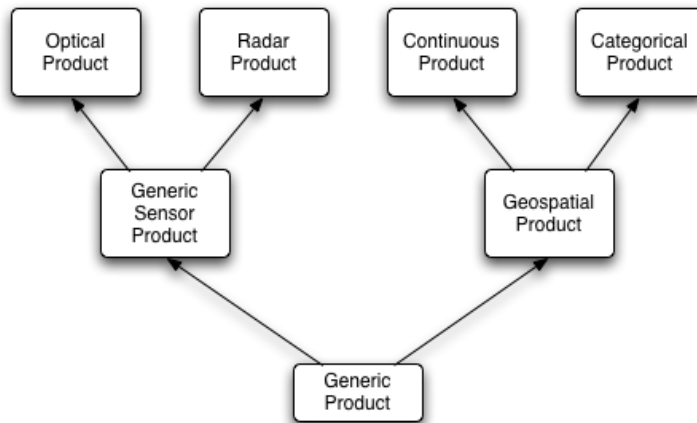 Optical
Product
Radar
Product
Continuous
Product
Categorical
Product
Generic
Sensor
Product
Geospatial
Product
Generic
Product